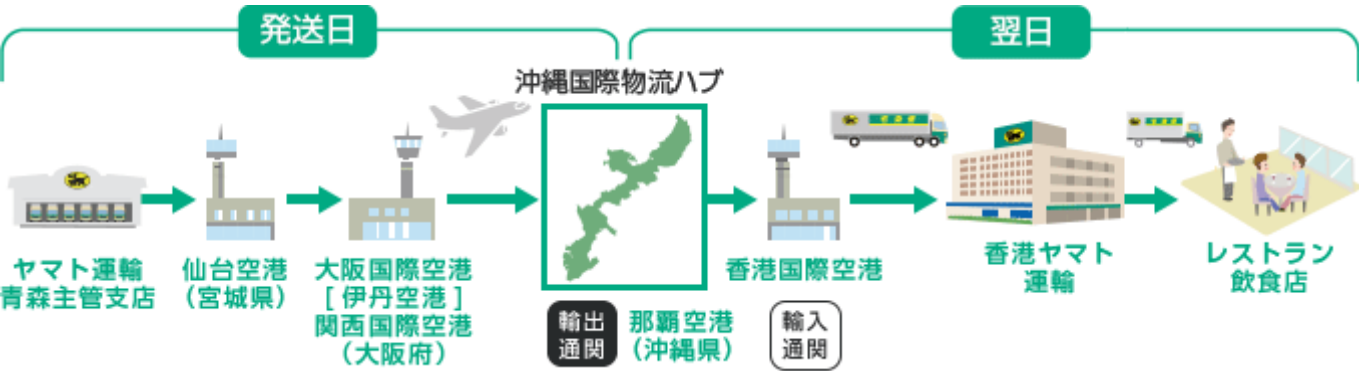 発送日
翌日
沖縄国際物流ハブ
ヤマト運輸
青森主管支店
仙台空港
（宮城県）
大阪国際空港
[ 伊丹空港 ]
関西国際空港
（大阪府）
輸出
通関
那覇空港
（沖縄県）
香港国際空港
輸入
通関
香港ヤマト
運輸
レストラン
飲食店